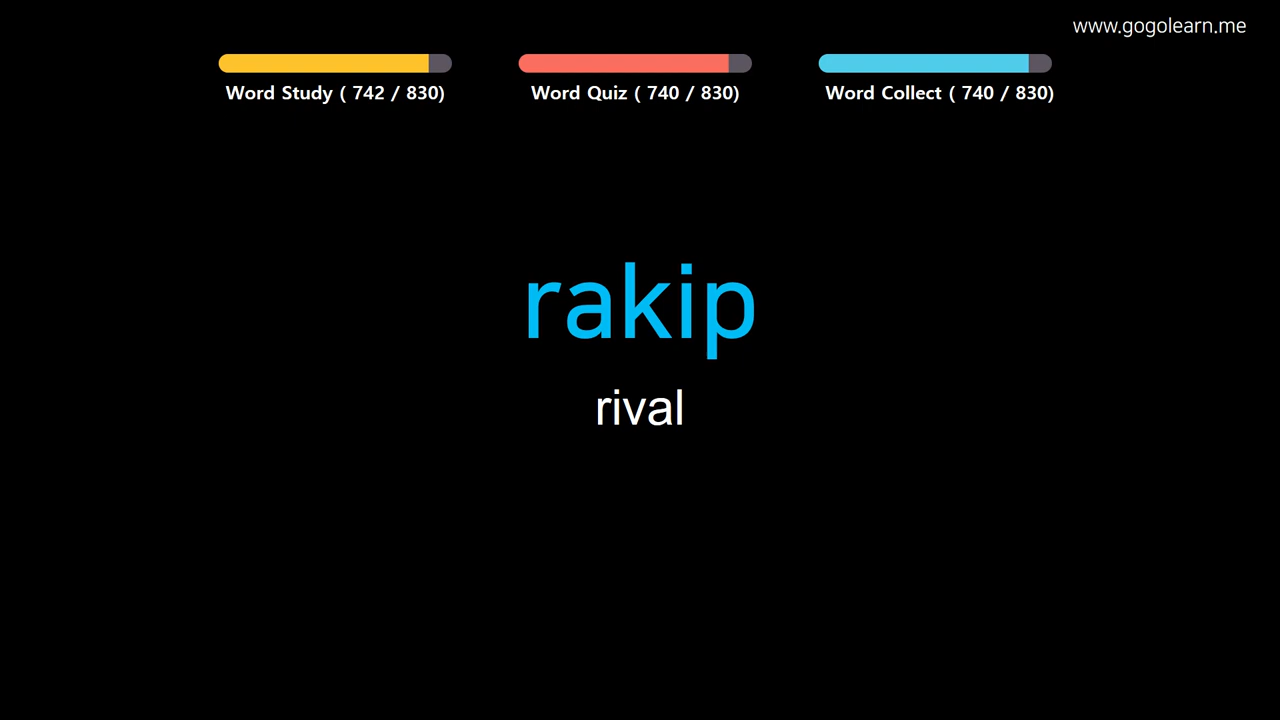 www.gogolearn.me
Word Study ( 742 / 830)
Word Quiz ( 740 / 830)
Word Collect ( 740 / 830)
rakip
rival